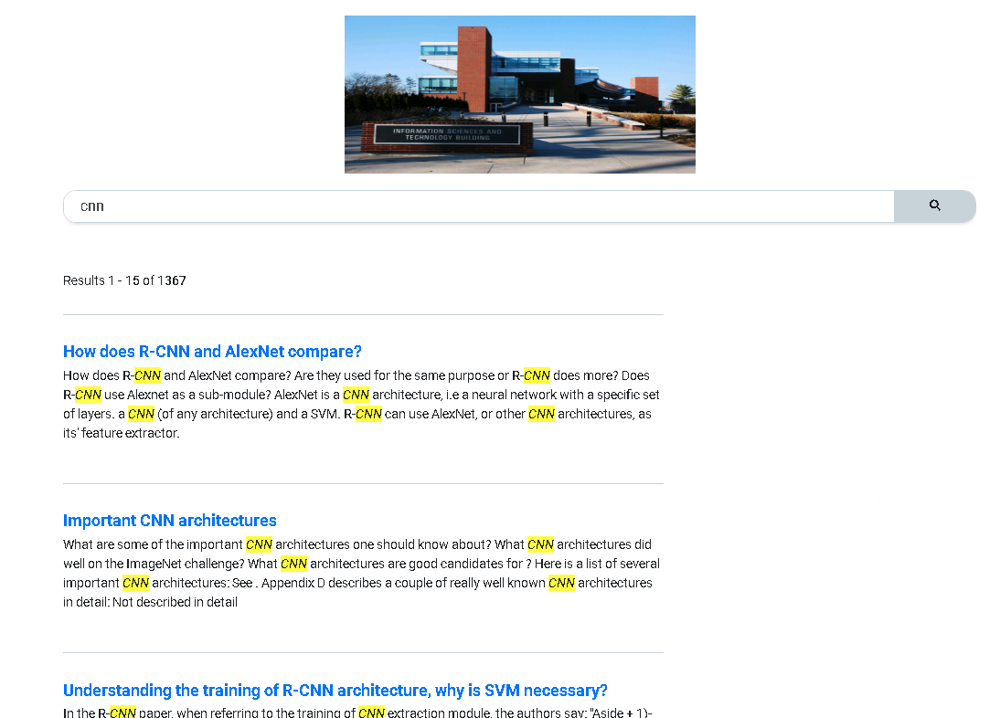 INFORMATION SCIENCES AND
TECHNOLOGY BUILDING
cnn
Results 1 - 15 of 1367
How does R-CNN and AlexNet compare?
How does R-CNN and AlexNet compare? Are they used for the same purpose or R-CNN does more? Does
R-CNN use Alexnet as a sub-module? AlexNet is a CNN architecture, i.e a neural network with a specific set
of layers. a CNN (of any architecture) and a SVM. R-CNN can use AlexNet, or other CNN architectures, as
its' feature extractor.
Important CNN architectures
What are some of the important CNN architectures one should know about? What CNN architectures did
well on the ImageNet challenge? What CNN architectures are good candidates for ? Here is a list of several
important CNN architectures: See . Appendix D describes a couple of really well known CNN architectures
in detail: Not described in detail
Understanding the training of R-CNN architecture, why is SVM necessary?
In the R-CNN paper, when referring to the training of CNN extraction module, the authors say: "Aside + 1)-